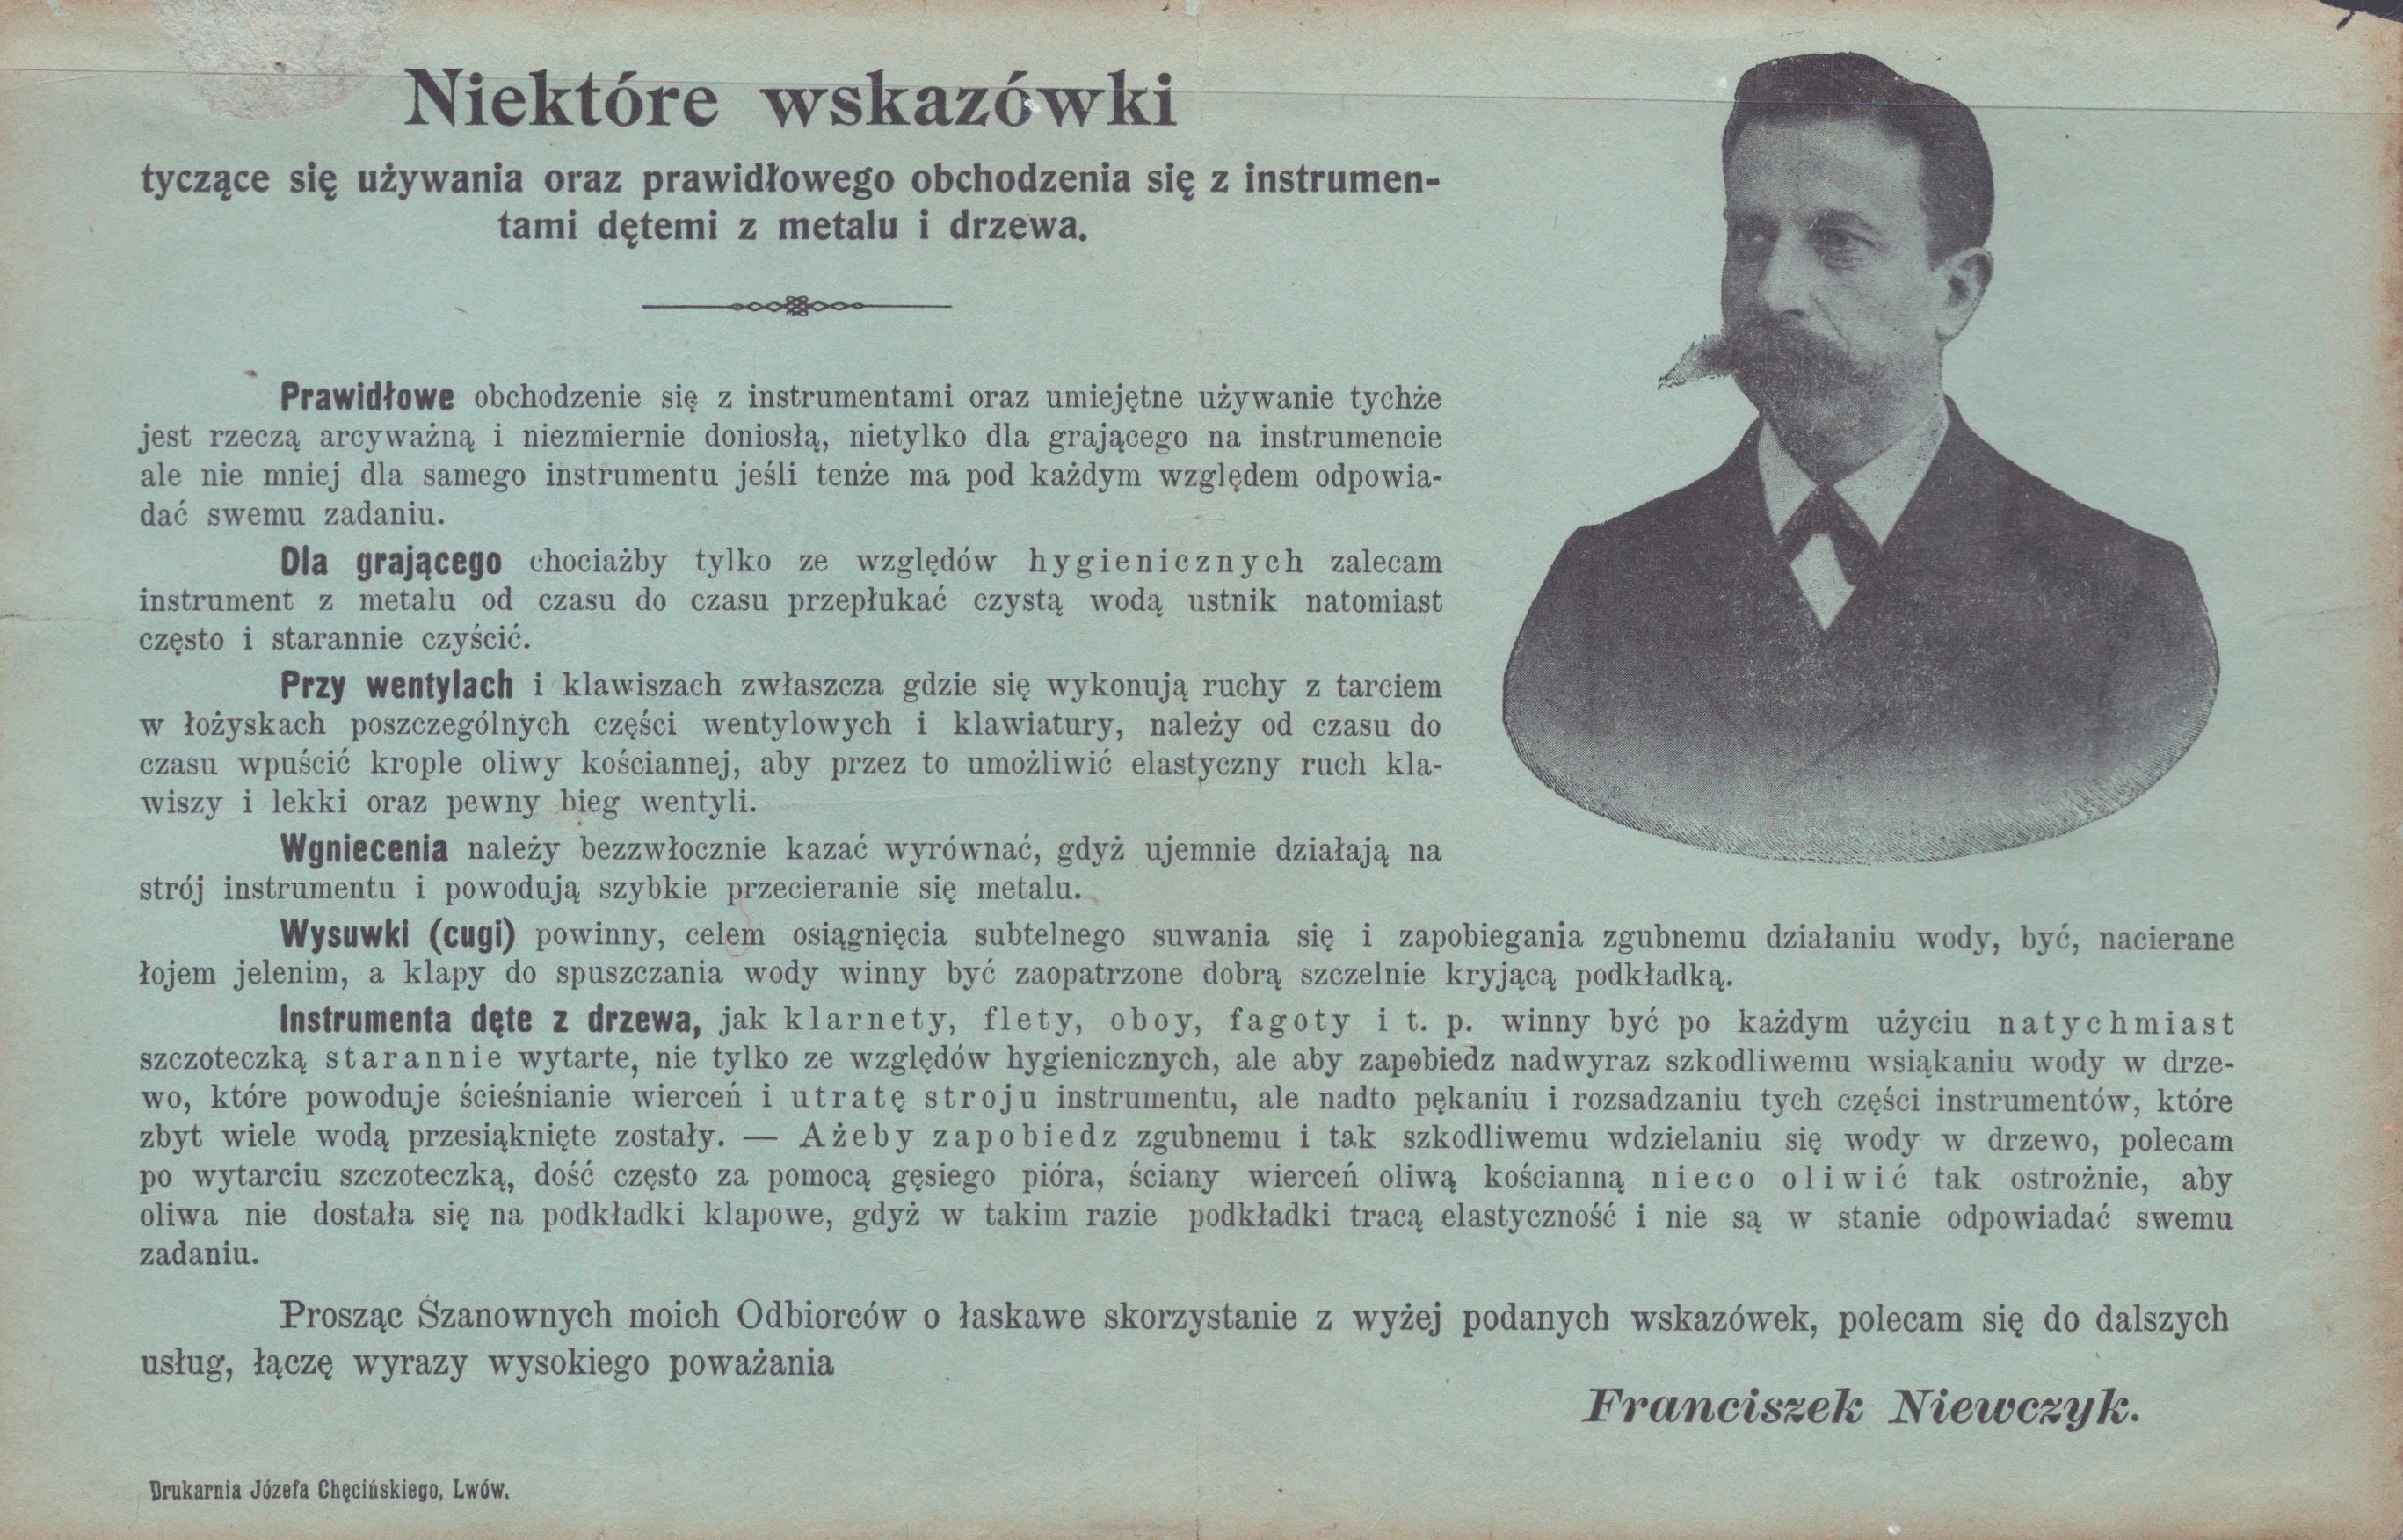 Niektóre wskazówki
tyczące się używania oraz prawidłowego obchodzenia się z instrumen-
tami dętemi z metalu i drzewa.
Prawidłowe obchodzenie się z instrumentami oraz umiejętne używanie tychże
jest rzeczą arcyważną i niezmiernie doniosłą, nietylko dla grającego na instrumencie
ale nie mniej dla samego instrumentu jeśli tenże ma pod każdym względem odpowia-
dać swemu zadaniu.
Dla grającego chociażby tylko ze względów hygienicznych zalecam
instrument z metalu od czasu do czasu przepłukać czystą wodą ustnik natomiast
często i starannie czyścić.
Przy wentylach i klawiszach zwłaszcza gdzie się wykonują ruchy z tarciem
w łożyskach poszczególnych części wentylowych i klawiatury, należy od czasu do
czasu wpuścić krople oliwy kościannej, aby przez to umożliwić elastyczny ruch kla-
wiszy i lekki oraz pewny bieg wentyli.
Wgniecenia należy bezzwłocznie kazać wyrównać, gdyż ujemnie działają na
strój instrumentu i powodują szybkie przecieranie się metalu.
Wysuwki (cugi) powinny, celem osiągnięcia subtelnego suwania się i zapobiegania zgubnemu działaniu wody, być, nacierane
łojem jelenim, a klapy do spuszczania wody winny być zaopatrzone dobrą szczelnie kryjącą podkładką.
Instrumenta dęte z drzewa, jak klarnety, flety, oboy, fagoty i t. p. winny być po każdym użyciu natychmiast
szczoteczką starannie wytarte, nie tylko ze względów hygienicznych, ale aby zapobiedz nadwyraz szkodliwemu wsiąkaniu wody w drze-
wo, które powoduje ścieśnianie wierceń i utratę stroju instrumentu, ale nadto pękaniu i rozsadzaniu tych części instrumentów, które
zbyt wiele wodą przesiąknięte zostały. — Ażeby zapobiedz zgubnemu i tak szkodliwemu wdzielaniu się wody w drzewo, polecam
po wytarciu szczoteczką, dość często za pomocą gęsiego pióra, ściany wierceń oliwą kościanną nieco oliwić tak ostrożnie, aby
oliwa nie dostała się na podkładki klapowe, gdyż w takim razie podkładki tracą elastyczność i nie są w stanie odpowiadać swemu
zadaniu.
Prosząc Szanownych moich Odbiorców o łaskawe skorzystanie z wyżej podanych wskazówek, polecam się do dalszych
usług, łączę wyrazy wysokiego poważania
Franciszek Niewczyk.
Drukarnia Józefa Chęcińskiego, Lwów.